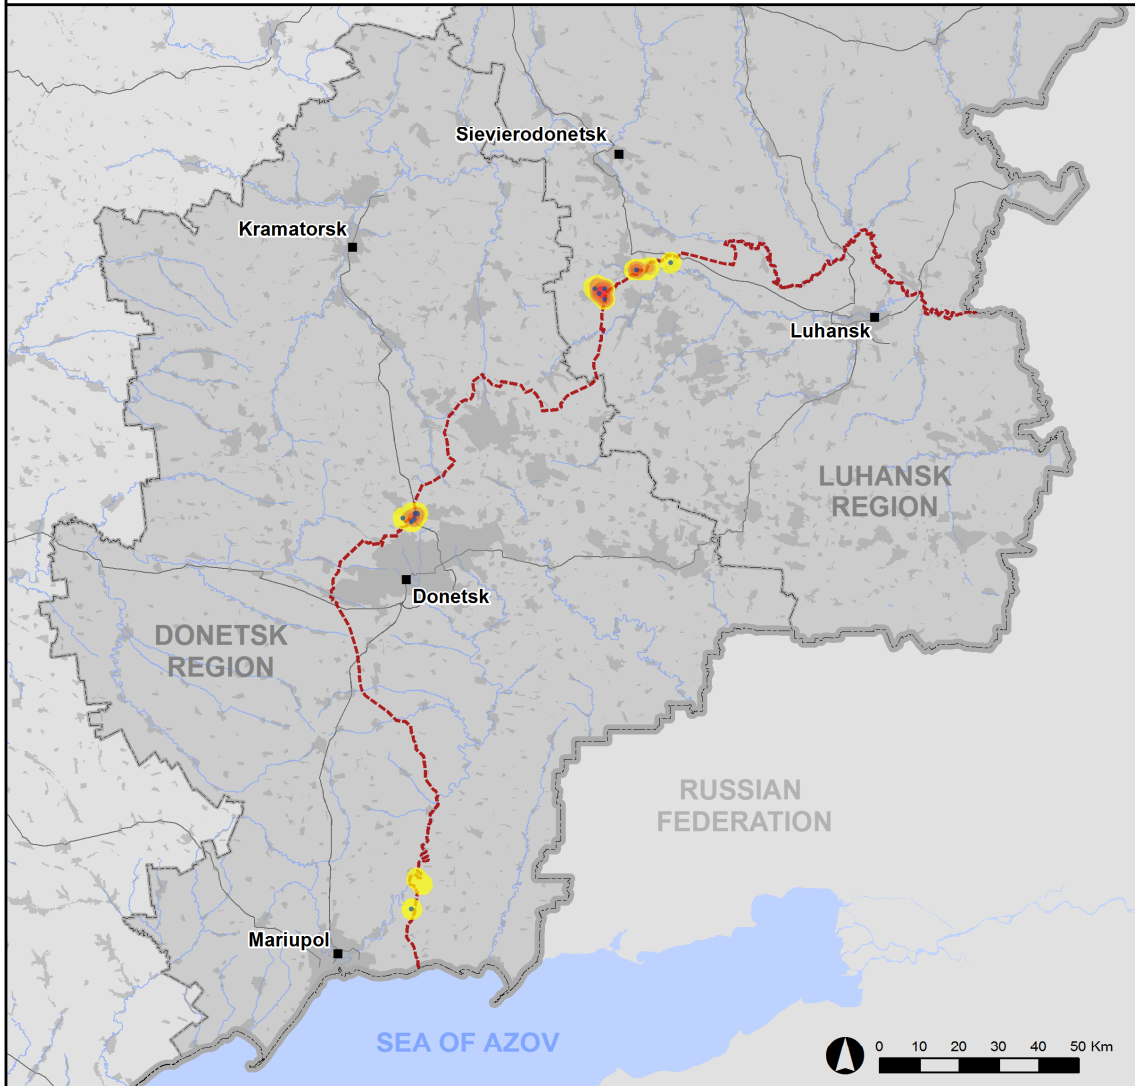 Sievierodonetsk
Kramatorsk
Luhansk
LUHANSK
REGION
Donetsk
DONETSK
REGION
RUSSIAN
FEDERATION
Mariupol
SEA OF AZOV
0 10 20 30 40 50 Km